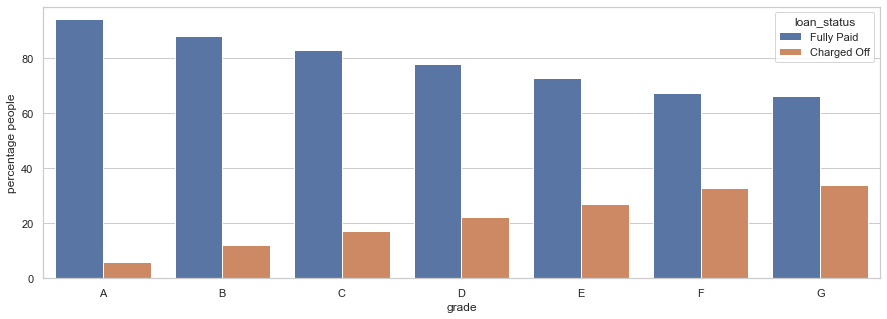 loan_status
Fully Paid
Charged Off
percentage people
80
60
40
20
0
A B C D E F G
grade